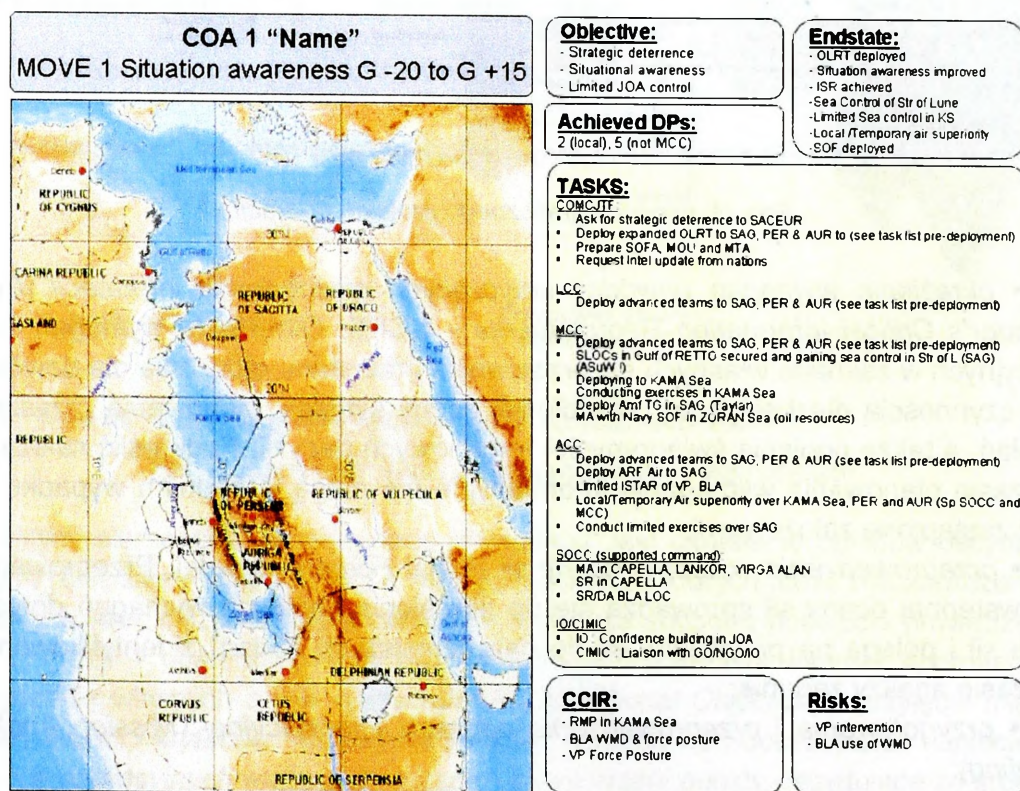 COA 1 “Name”
MOVE 1 Situation awareness G -20 to G +15
Objective:
- Strategic deterrence
- Situational awareness
- Limited JOA control
Endstate:
- OLRT deployed
- Situation awareness improved
- ISR achieved
-Sea Control of Str of Lune
-Limited Sea control in KS
-Local /Temporary air superiority
-SOF deployed
Achieved DPs:
2 (local), 5 (not MCC)
TASKS:
COMCJTF:
▪ Ask for strategic deterrence to SACEUR
▪ Deploy expanded OLRT to SAG, PER & AUR to (see task list pre-deployment)
▪ Prepare SOFA, MOU and MTA
▪ Request Intel update from nations
LCC
▪ Deploy advanced teams to SAG, PER & AUR (see task list pre-deployment)
MCC
▪ Deploy advanced teams to SAG, PER & AUR (see task list pre-deployment)
▪ SLOCs in Gulf of RETTO secured and gaining sea control in Str of L (SAG)
(ASuW !)
▪ Deploying to KAMA Sea
▪ Conducting exercises in KAMA Sea
▪ Deploy Amf TG in SAG (Taylar)
▪ MA with Navy SOF in ZURAN Sea (oil resources)
ACC
▪ Deploy advanced teams to SAG, PER & AUR (see task list pre-deployment)
▪ Deploy ARF Air to SAG
▪ Limited ISTAR of VP, BLA
▪ Local/Temporary Air superiority over KAMA Sea, PER and AUR (Sp SOCC and
MCC)
▪ Conduct limited exercises over SAG
SOCC (supported command)
▪ MA in CAPELLA, LANKOR, YIRGA ALAN
▪ SR in CAPELLA
▪ SR/DA BLA LOC
IO/CIMIC
▪ IO : Confidence building in JOA
▪ CIMIC : Liaison with GO/NGO/IO
CCIR:
- RMP in KAMA Sea
- BLA WMD & force posture
- VP Force Posture
Risks:
- VP intervention
- BLA use of WMD
Mediterranean Sea
REPUBLIC
OF CYGNUS
30°N
CARINA REPUBLIC
REPUBLIC
OF SAGITTA
REPUBLIC
OF DRACO
GASLAND
Red
Sea
20°N
Kama Sea
REPUBLIC
REPUBLIC
OF PERSEUS
REPUBLIC OF VOLPECULA
AURIGA
REPUBLIC
DELPHINIAN REPUBLIC
CORVUS
REPUBLIC
CETUS
REPUBLIC
REPUBLIC OF SERPENSIA